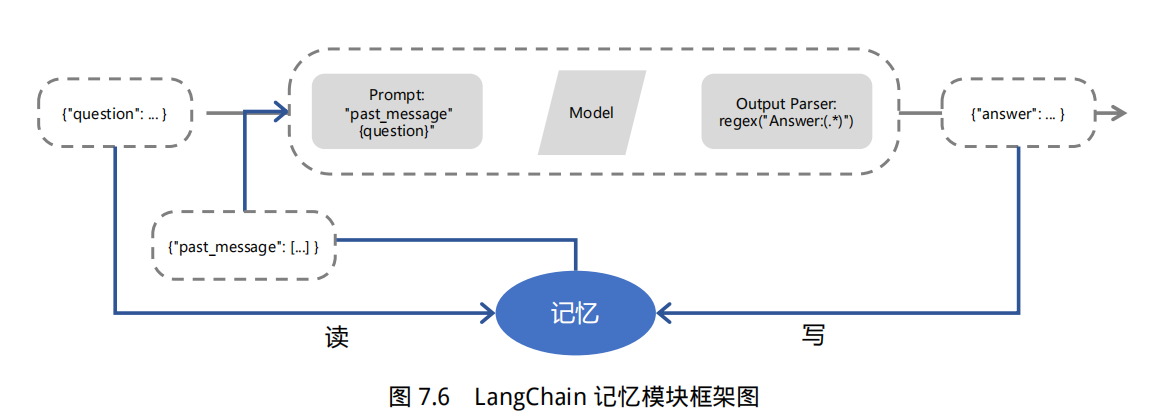 {"question": ... }
Prompt:
"past_message"
{question}"
Model
Output Parser:
regex("Answer:(.*)")
{"answer": ... }
{"past_message": [...] }
记忆
读
写
图 7.6 LangChain 记忆模块框架图